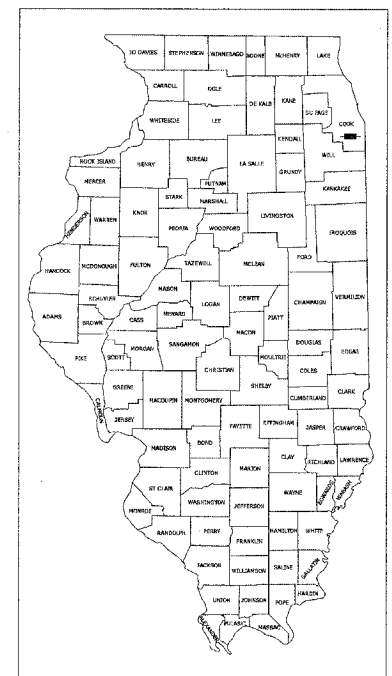 JO DAVIES STEPHENSON WINNEBAGO BOONE McHENRY LAKE
CARROLL OGLE
DE KALB KANE
DU PAGE COOK
WHITESIDE LEE
KENDALL WILL
ROCK ISLAND HENRY BUREAU LA SALLE
GRUNDY
MERCER PUTNAM
STARK MARSHALL KANKAKEE
HENDERSON WARREN KNOX LIVINGSTON
PEORIA WOODFORD IROQUOIS
FORD
HANCOCK McDONOUGH FULTON TAZEWELL McLEAN
MASON
SCHUYLER LOGAN DEWITT CHAMPAIGN VERMILION
ADAMS BROWN CASS MENARD PIATT
MACON
MORGAN SANGAMON DOUGLAS EDGAR
PIKE SCOTT CHRISTIAN MOULTRIE COLES
GREENE SHELBY CLARK
MACOUPIN MONTGOMERY CUMBERLAND
CALHOUN JERSEY FAYETTE EFFINGHAM JASPER CRAWFORD
MADISON BOND
CLAY RICHLAND LAWRENCE
CLINTON MARION
ST CLAIR WAYNE EDWARDS WABASH
WASHINGTON JEFFERSON
MONROE
RANDOLPH PERRY HAMILTON WHITE
FRANKLIN
JACKSON WILLIAMSON SALINE GALLATIN
UNION JOHNSON POPE HARDIN
ALEXANDER PULASKI MASSAC